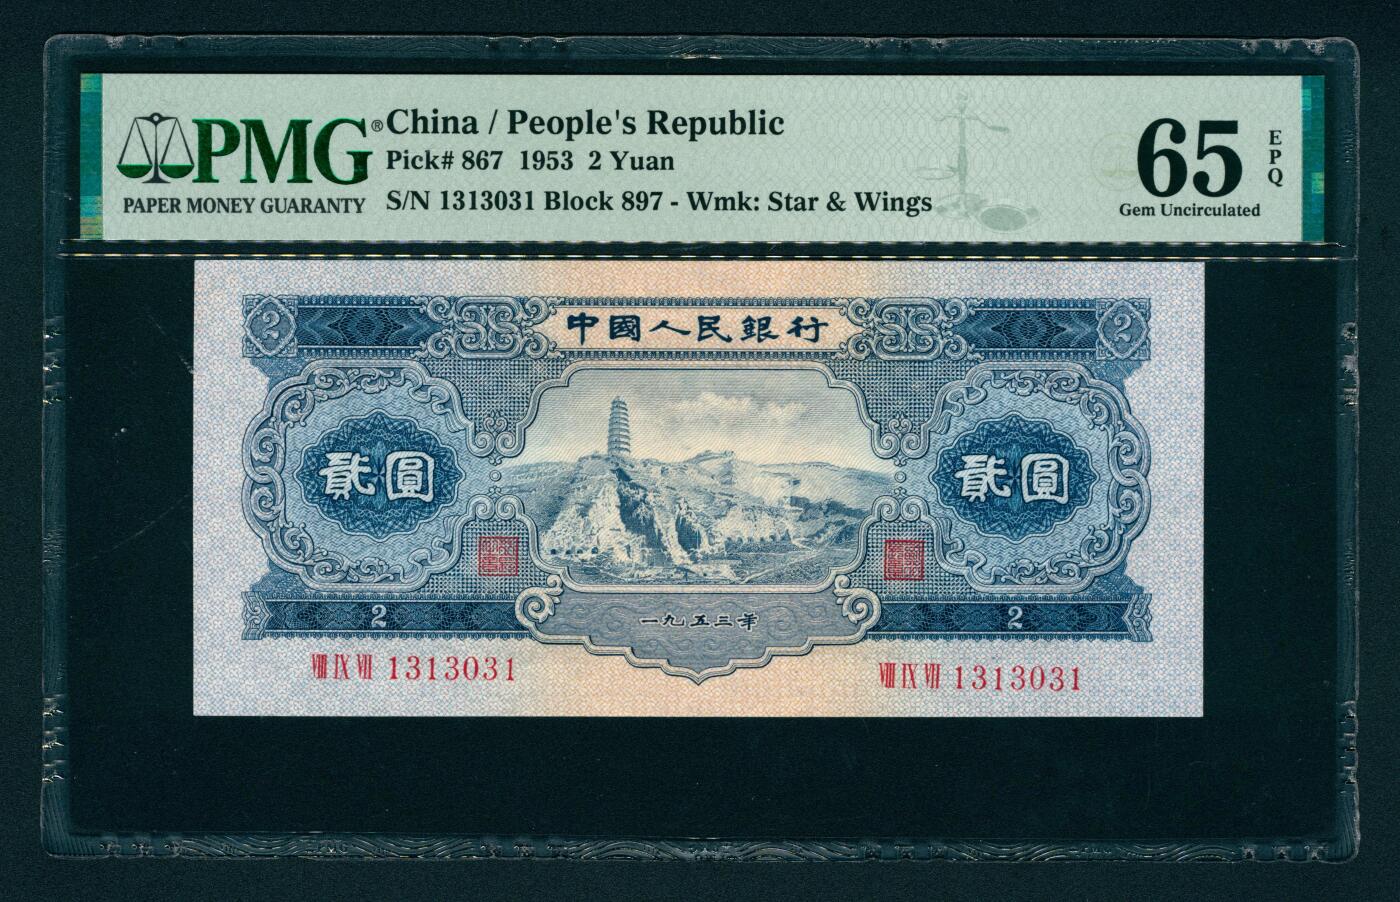 PMG®
PAPER MONEY GUARANTY
China / People's Republic
Pick# 867 1953 2 Yuan
S/N 1313031 Block 897 - Wmk: Star & Wings
65
EPQ
Gem Uncirculated
2
中國人民銀行
2
貳圓
貳圓
2
一九五三年
2
VIII IX VII 1313031
VIII IX VII 1313031